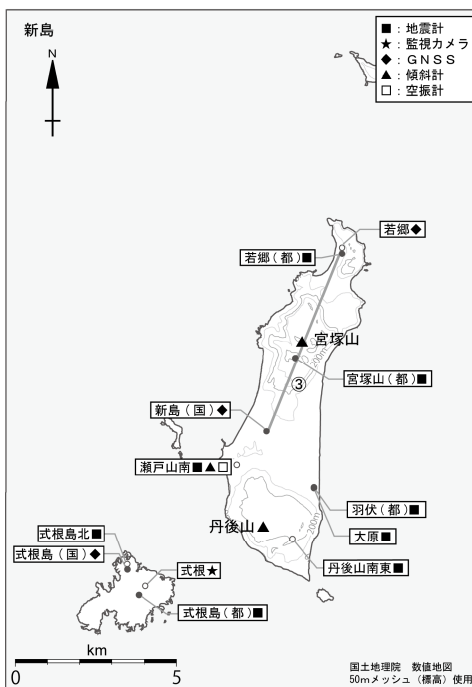 新島
■：地震計
★：監視カメラ
◆：ＧＮＳＳ
▲：傾斜計
□：空振計
N
若郷◆
若郷（都）■
宮塚山
200m
宮塚山（都）■
③
新島（国）◆
瀬戸山南■▲□
羽伏（都）■
200m
丹後山
大原■
式根島北■
式根島（国）◆
丹後山南東■
式根★
式根島（都）■
km
0 5
国土地理院　数値地図
50mメッシュ（標高）使用